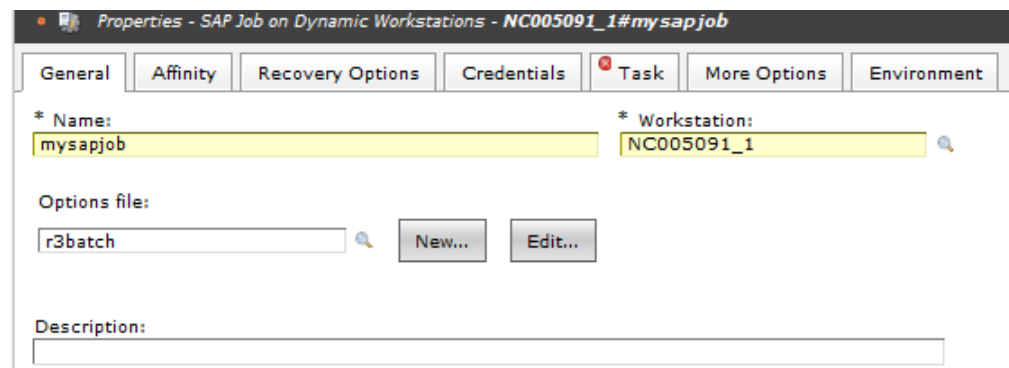 Properties - SAP Job on Dynamic Workstations - NC005091_1#mysapjob
General Affinity Recovery Options Credentials Task More Options Environment
* Name: * Workstation:
mysapjob NC005091_1
Options file:
r3batch New... Edit...
Description: